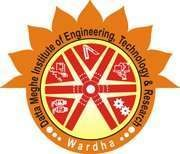 Datta Meghe Institute of Engineering, Technology & Research
Wardha